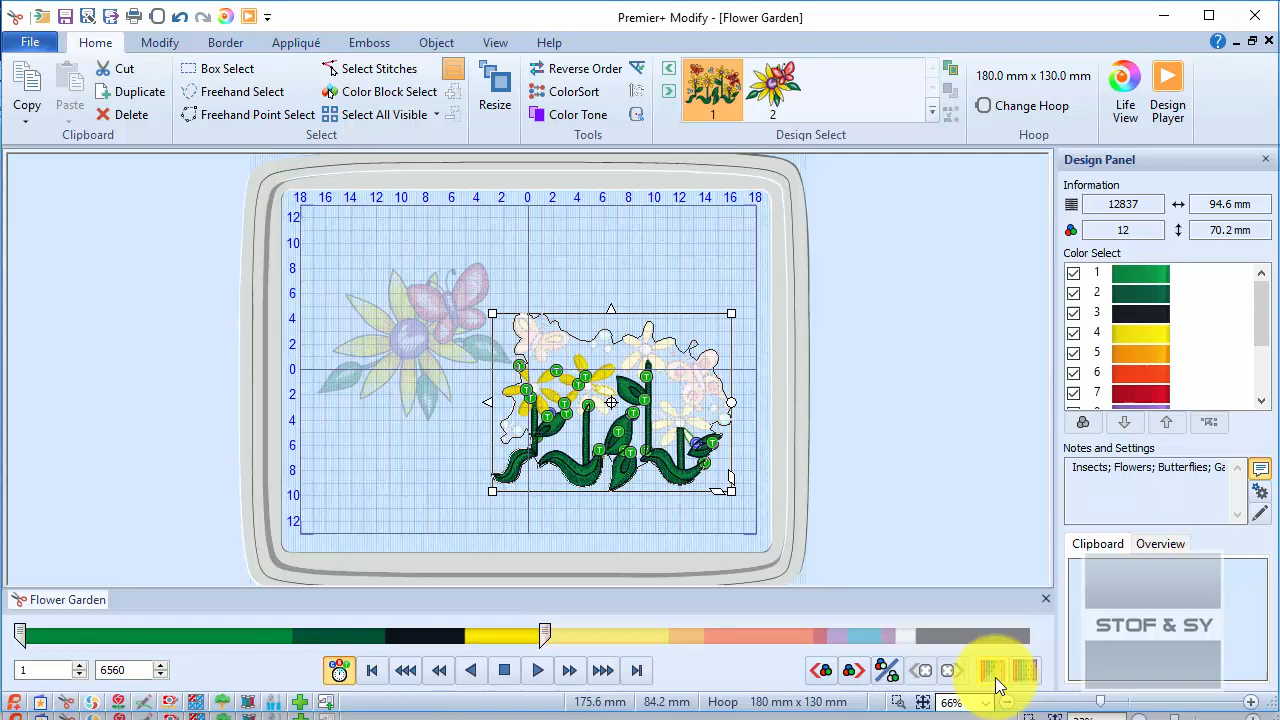 Premier+ Modify - [Flower Garden]
File Home Modify Border Appliqué Emboss Object View Help
Copy Paste Cut Duplicate Delete
Clipboard
Box Select Select Stitches
Freehand Select Color Block Select
Freehand Point Select Select All Visible
Select
Resize
Reverse Order
ColorSort
Color Tone
Tools
1 2
Design Select
180.0 mm x 130.0 mm
Change Hoop
Hoop
Life View
Design Player
18 14 12 10 8 6 4 2 0 2 4 6 8 10 12 14 16 18
12
10
8
6
4
2
0
2
4
6
8
10
12
Design Panel
Information
12837 94.6 mm
12 70.2 mm
Color Select
1
2
3
4
5
6
7
Notes and Settings
Insects; Flowers; Butterflies; Ga
Clipboard Overview
STOF & SY
Flower Garden
1 6560
175.6 mm 84.2 mm Hoop 180 mm x 130 mm 66%